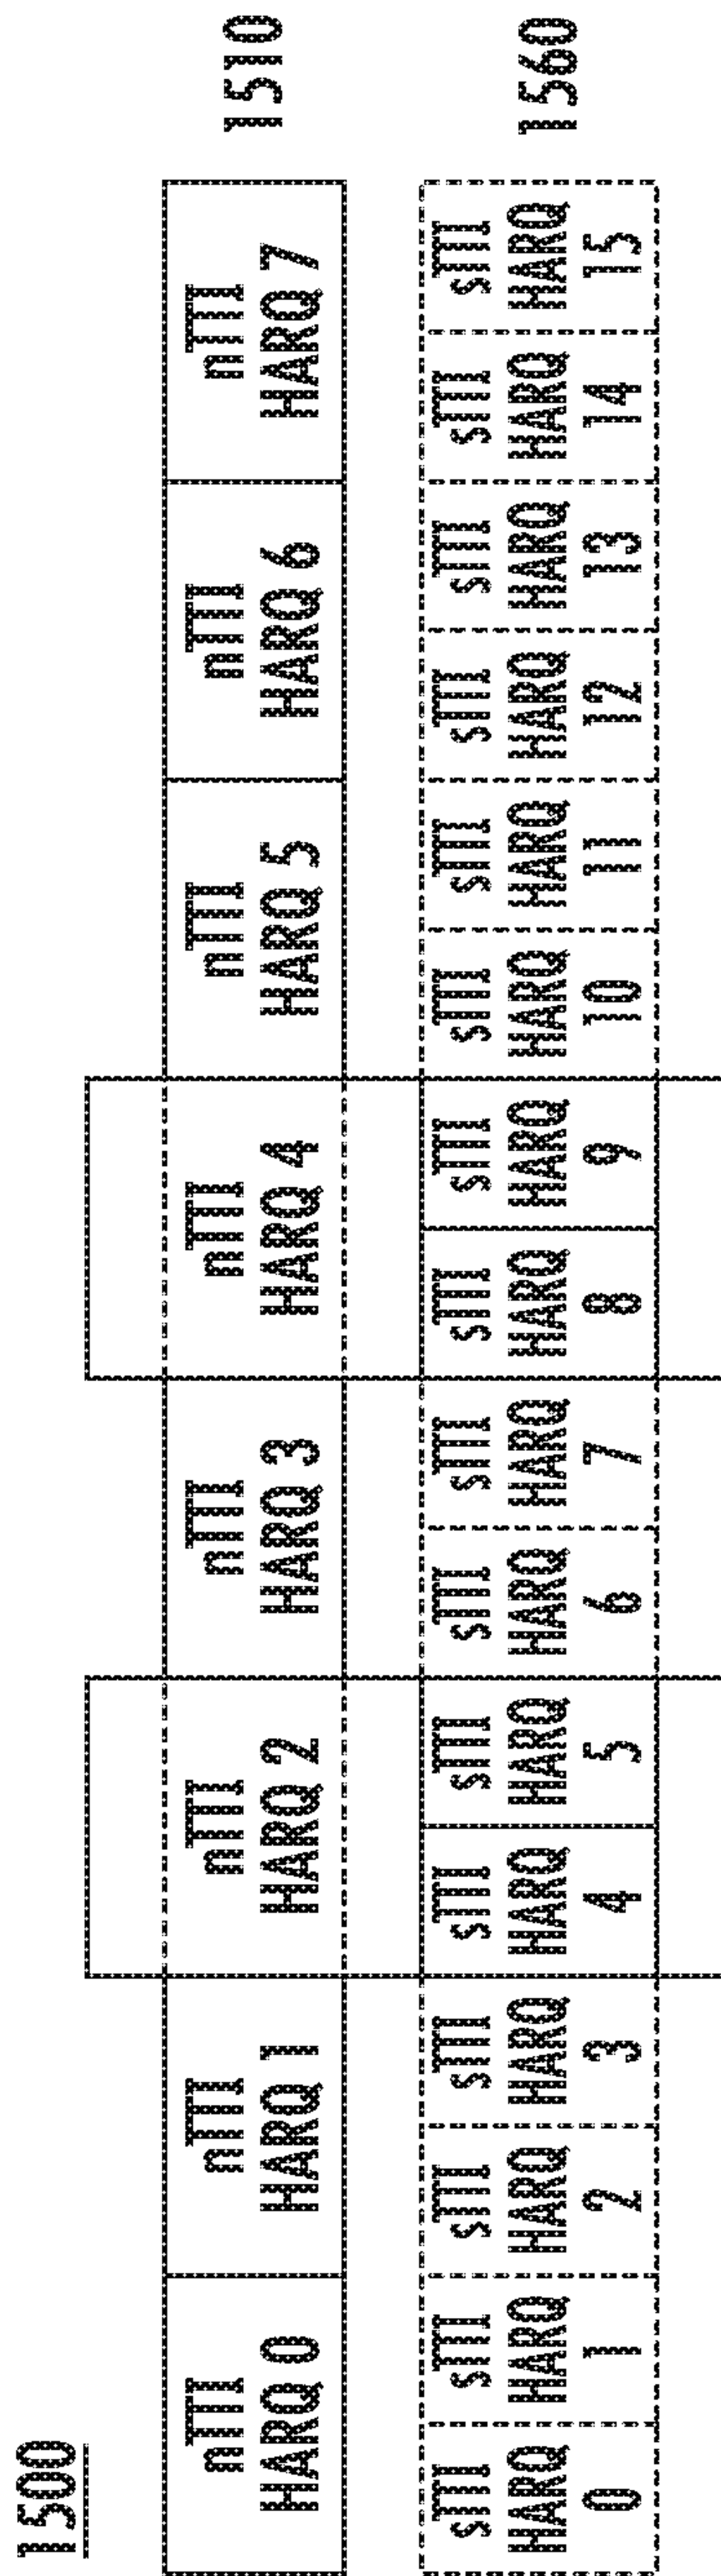 1500
nTTI
HARQ 0
nTTI
HARQ 1
nTTI
HARQ 2
nTTI
HARQ 3
nTTI
HARQ 4
nTTI
HARQ 5
nTTI
HARQ 6
nTTI
HARQ 7
1510
sTTI
HARQ
0
sTTI
HARQ
1
sTTI
HARQ
2
sTTI
HARQ
3
sTTI
HARQ
4
sTTI
HARQ
5
sTTI
HARQ
6
sTTI
HARQ
7
sTTI
HARQ
8
sTTI
HARQ
9
sTTI
HARQ
10
sTTI
HARQ
11
sTTI
HARQ
12
sTTI
HARQ
13
sTTI
HARQ
14
sTTI
HARQ
15
1560